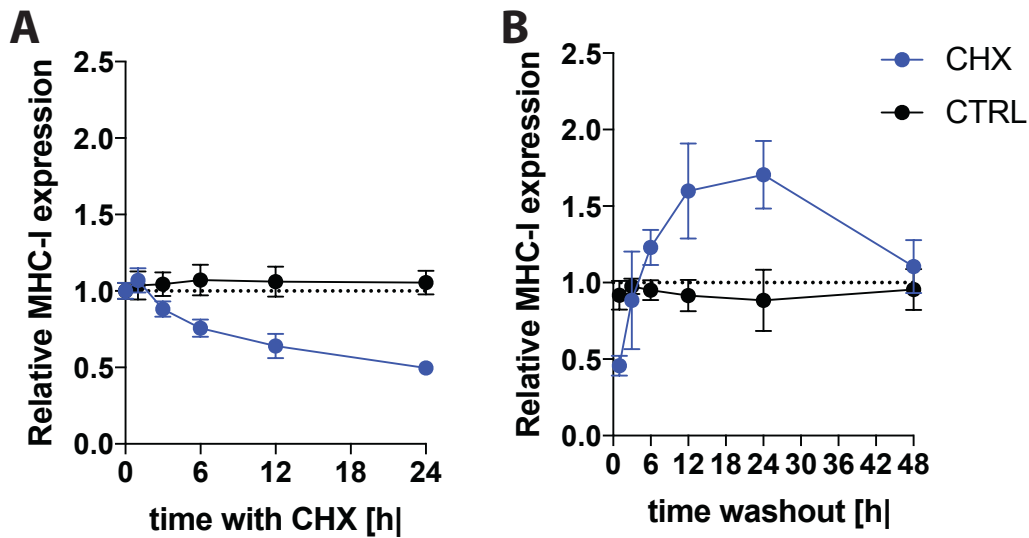 A
Relative MHC-I expression
2.5
2.0
1.5
1.0
0.5
0.0
0 6 12 18 24
time with CHX [h|
B
Relative MHC-I expression
2.5
2.0
1.5
1.0
0.5
0.0
0 6 12 18 24 30 36 42 48
time washout [h|
CHX
CTRL